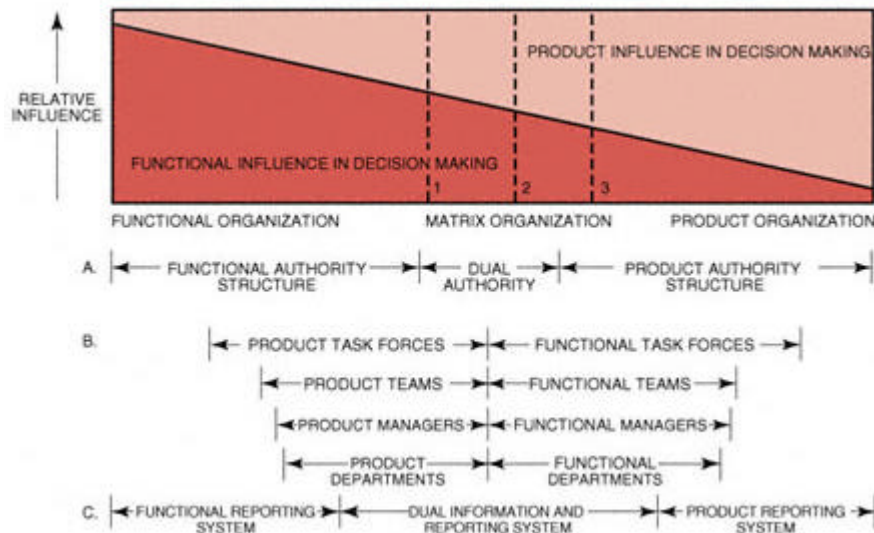 PRODUCT INFLUENCE IN DECISION MAKING
RELATIVE
INFLUENCE
FUNCTIONAL INFLUENCE IN DECISION MAKING
1
2
3
FUNCTIONAL ORGANIZATION MATRIX ORGANIZATION PRODUCT ORGANIZATION
A. FUNCTIONAL AUTHORITY DUAL PRODUCT AUTHORITY
STRUCTURE AUTHORITY STRUCTURE
B. PRODUCT TASK FORCES FUNCTIONAL TASK FORCES
PRODUCT TEAMS FUNCTIONAL TEAMS
PRODUCT MANAGERS FUNCTIONAL MANAGERS
PRODUCT FUNCTIONAL
DEPARTMENTS DEPARTMENTS
C. FUNCTIONAL REPORTING DUAL INFORMATION AND PRODUCT REPORTING
SYSTEM REPORTING SYSTEM SYSTEM